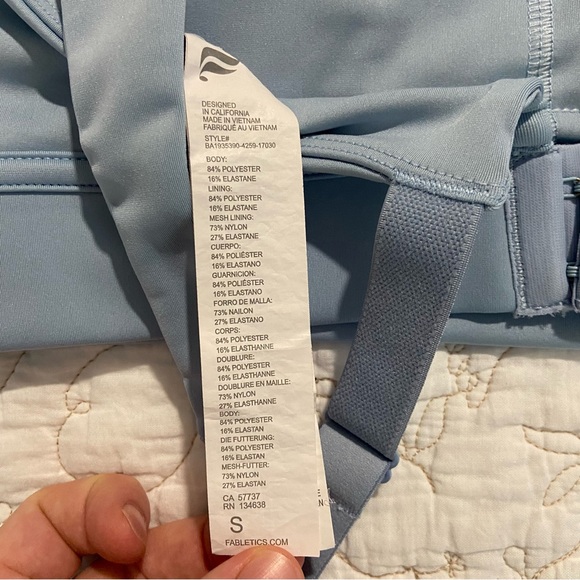 DESIGNED
IN CALIFORNIA
MADE IN VIETNAM
FABRIQUÉ AU VIETNAM
STYLE#
BA1935390-4259-17030
BODY:
84% POLYESTER
16% ELASTANE
LINING:
84% POLYESTER
16% ELASTANE
MESH LINING:
73% NYLON
27% ELASTANE
CUERPO:
84% POLIÉSTER
16% ELASTANO
GUARNICION:
84% POLIÉSTER
16% ELASTANO
FORRO DE MALLA:
73% NAILON
27% ELASTANO
CORPS:
84% POLYESTER
16% ELASTHANNE
DOUBLURE:
84% POLYESTER
16% ELASTHANNE
DOUBLURE EN MAILLE:
73% NYLON
27% ELASTHANNE
BODY:
84% POLYESTER
16% ELASTAN
DIE FUTTERUNG:
84% POLYESTER
16% ELASTAN
MESH-FUTTER:
73% NYLON
27% ELASTAN
CA 57737
RN 134638
S
FABLETICS.COM